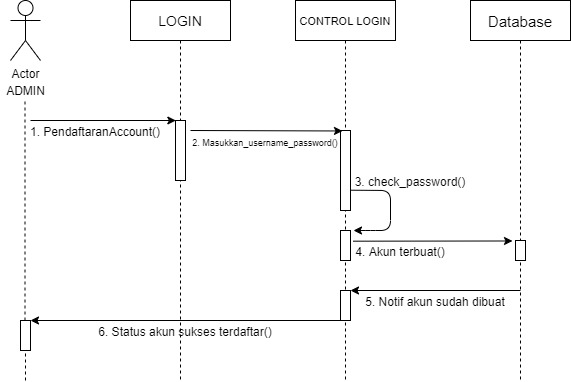 LOGIN
CONTROL LOGIN
Database
Actor
ADMIN
1. PendaftaranAccount()
2. Masukkan_username_password()
3. check_password()
4. Akun terbuat()
5. Notif akun sudah dibuat
6. Status akun sukses terdaftar()